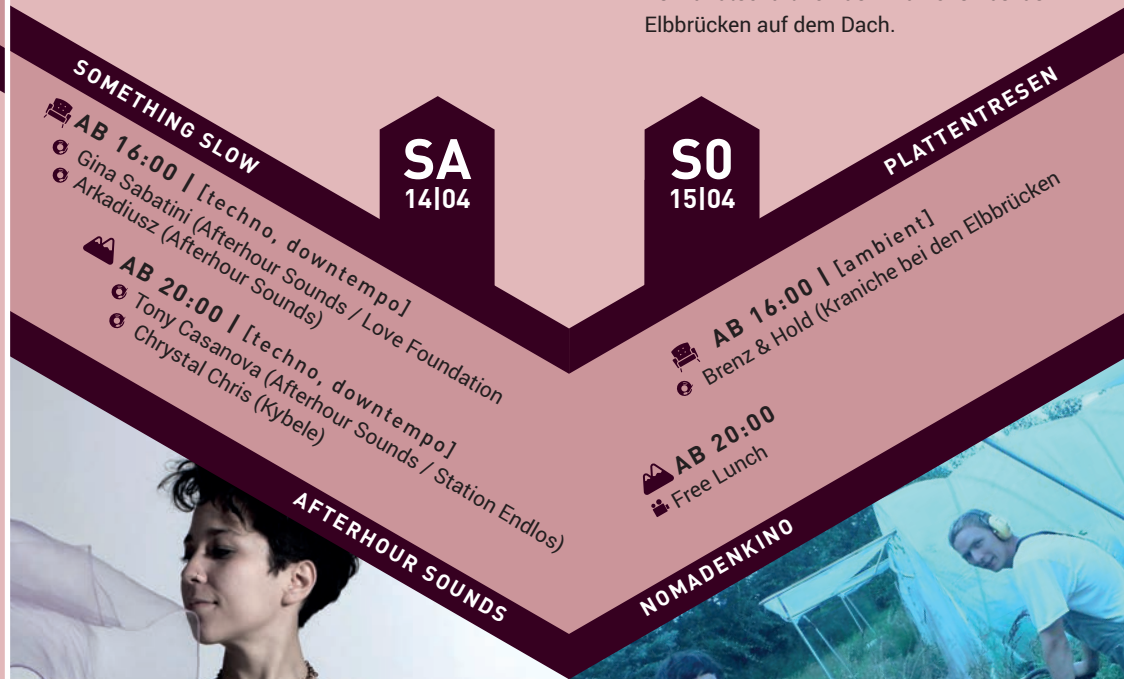 Elbbrücken auf dem Dach.
SOMETHING SLOW
SA
14|04
AB 16:00 | [techno, downtempo]
Gina Sabatini (Afterhour Sounds / Love Foundation
Arkadiusz (Afterhour Sounds)
AB 20:00 | [techno, downtempo]
Tony Casanova (Afterhour Sounds / Station Endlos)
Chrystal Chris (Kybele)
AFTERHOUR SOUNDS
SO
15|04
PLATTENTRESEN
AB 16:00 | [ambient]
Brenz & Hold (Kraniche bei den Elbbrücken
AB 20:00
Free Lunch
NOMADENKINO